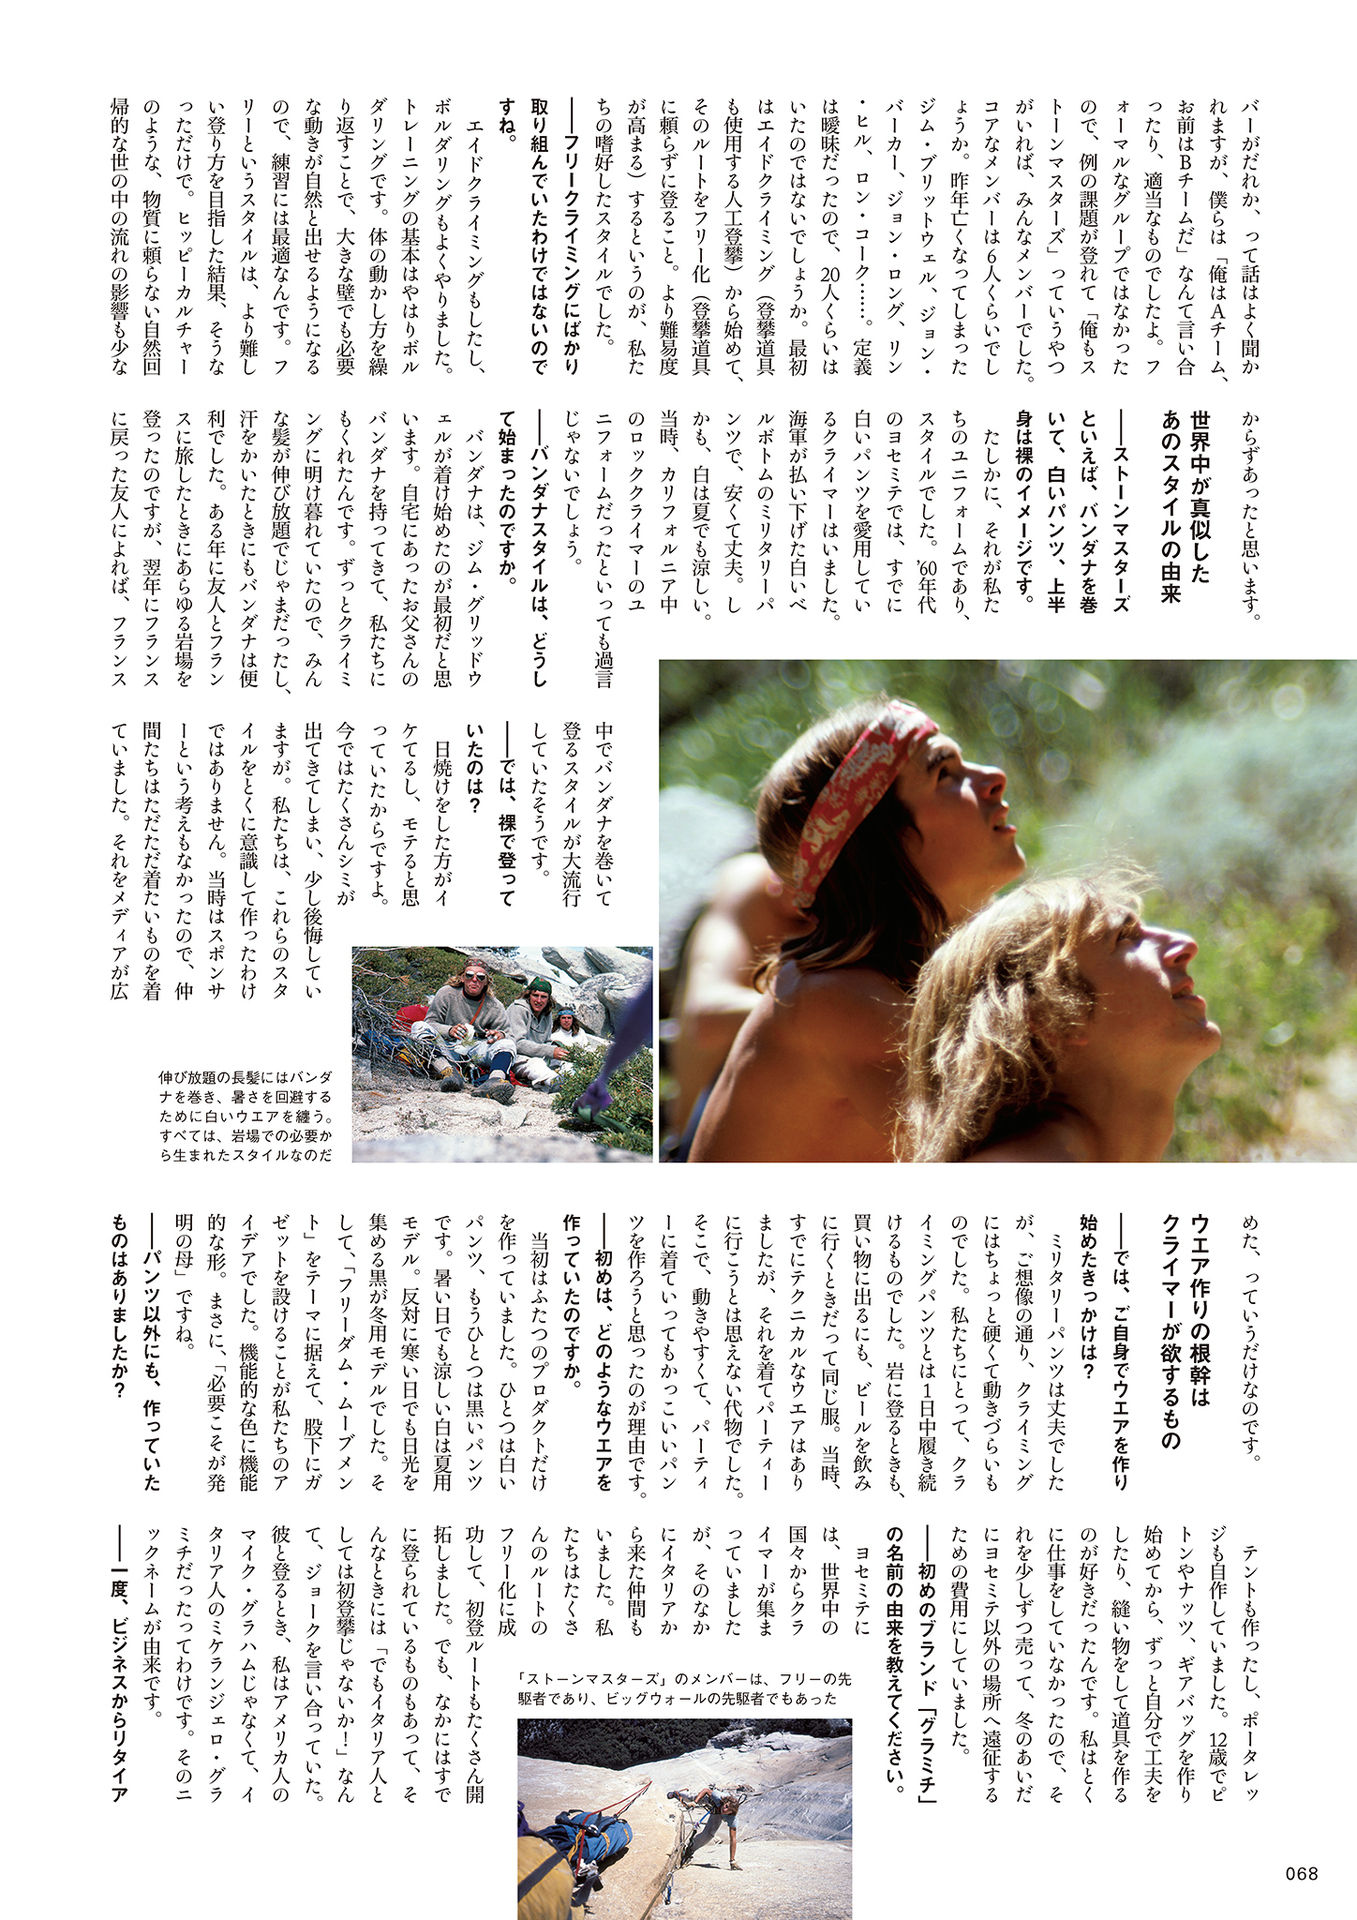 バーがだれか、って話はよく聞か
れますが、僕らは「俺はAチーム、
お前はBチームだ」なんて言い合
ったり、適当なものでしたよ。フ
ォーマルなグループではなかった
ので、例の課題が登れて「俺もス
トーンマスターズ」っていうやつ
がいれば、みんなメンバーでした。
コアなメンバーは6人くらいでし
ょうか。昨年亡くなってしまった
ジム・ブリットウェル、ジョン・
バーカー、ジョン・ロング、リン
・ヒル、ロン・コーク……。定義
は曖昧だったので、20人くらいは
いたのではないでしょうか。最初
はエイドクライミング(登攀道具
も使用する人工登攀)から始めて、
そのルートをフリー化(登攀道具
に頼らずに登ること。より難易度
が高まる)するというのが、私た
ちの嗜好したスタイルでした。
──フリークライミングにばかり
取り組んでいたわけではないので
すね。
エイドクライミングもしたし、
ボルダリングもよくやりました。
トレーニングの基本はやはりボル
ダリングです。体の動かし方を繰
り返すことで、大きな壁でも必要
な動きが自然と出せるようになる
ので、練習には最適なんです。フ
リーというスタイルは、より難し
い登り方を目指した結果、そうな
っただけで。ヒッピーカルチャー
のような、物質に頼らない自然回
帰的な世の中の流れの影響も少な
からずあったと思います。
世界中が真似した
あのスタイルの由来
──ストーンマスターズ
といえば、バンダナを巻
いて、白いパンツ、上半
身は裸のイメージです。
たしかに、それが私た
ちのユニフォームであり、
スタイルでした。'60年代
のヨセミテでは、すでに
白いパンツを愛用してい
るクライマーはいました。
海軍が払い下げた白いベ
ルボトムのミリタリーパ
ンツで、安くて丈夫。し
かも、白は夏でも涼しい。
当時、カリフォルニア中
のロッククライマーのユ
ニフォームだったといっても過言
じゃないでしょう。
──バンダナスタイルは、どうし
て始まったのですか。
バンダナは、ジム・グリッドウ
ェルが着け始めたのが最初だと思
います。自宅にあったお父さんの
バンダナを持ってきて、私たちに
もくれたんです。ずっとクライミ
ングに明け暮れていたので、みん
な髪が伸び放題でじゃまだったし、
汗をかいたときにもバンダナは便
利でした。ある年に友人とフラン
スに旅したときにあらゆる岩場を
登ったのですが、翌年にフランス
に戻った友人によれば、フランス
中でバンダナを巻いて
登るスタイルが大流行
していたそうです。
──では、裸で登って
いたのは?
日焼けをした方がイ
ケてるし、モテると思
っていたからですよ。
今ではたくさんシミが
出てきてしまい、少し後悔してい
ますが。私たちは、これらのスタ
イルをとくに意識して作ったわけ
ではありません。当時はスポンサ
ーという考えもなかったので、仲
間たちはただただ着たいものを着
ていました。それをメディアが広
伸び放題の長髪にはバンダ
ナを巻き、暑さを回避する
ために白いウエアを纏う。
すべては、岩場での必要か
ら生まれたスタイルなのだ
めた、っていうだけなのです。
ウエア作りの根幹は
クライマーが欲するもの
──では、ご自身でウエアを作り
始めたきっかけは?
ミリタリーパンツは丈夫でした
が、ご想像の通り、クライミング
にはちょっと硬くて動きづらいも
のでした。私たちにとって、クラ
イミングパンツとは1日中履き続
けるものでした。岩に登るときも、
買い物に出るにも、ビールを飲み
に行くときだって同じ服。当時、
すでにテクニカルなウエアはあり
ましたが、それを着てパーティー
に行こうとは思えない代物でした。
そこで、動きやすくて、パーティ
ーに着ていってもかっこいいパン
ツを作ろうと思ったのが理由です。
──初めは、どのようなウエアを
作っていたのですか。
当初はふたつのプロダクトだけ
を作っていました。ひとつは白い
パンツ、もうひとつは黒いパンツ
です。暑い日でも涼しい白は夏用
モデル。反対に寒い日でも日光を
集める黒が冬用モデルでした。そ
して、「フリーダム・ムーブメン
ト」をテーマに据えて、股下にガ
ゼットを設けることが私たちのア
イデアでした。機能的な色に機能
的な形。まさに、「必要こそが発
明の母」ですね。
──パンツ以外にも、作っていた
ものはありましたか?
テントも作ったし、ポータレッ
ジも自作していました。12歳でピ
トンやナッツ、ギアバッグを作り
始めてから、ずっと自分で工夫を
したり、縫い物をして道具を作る
のが好きだったんです。私はとく
に仕事をしていなかったので、そ
れを少しずつ売って、冬のあいだ
にヨセミテ以外の場所へ遠征する
ための費用にしていました。
──初めのブランド「グラミチ」
の名前の由来を教えてください。
ヨセミテに
は、世界中の
国々からクラ
イマーが集ま
っていました
が、そのなか
にイタリアか
ら来た仲間も
いました。私
たちはたくさ
んのルートの
フリー化に成
功して、初登ルートもたくさん開
拓しました。でも、なかにはすで
に登られているものもあって、そ
んなときには「でもイタリア人と
しては初登攀じゃないか!」なん
て、ジョークを言い合っていた。
彼と登るとき、私はアメリカ人の
マイク・グラハムじゃなくて、イ
タリア人のミケランジェロ・グラ
ミチだったってわけです。そのニ
ックネームが由来です。
──一度、ビジネスからリタイア
「ストーンマスターズ」のメンバーは、フリーの先
駆者であり、ビッグウォールの先駆者でもあった
068